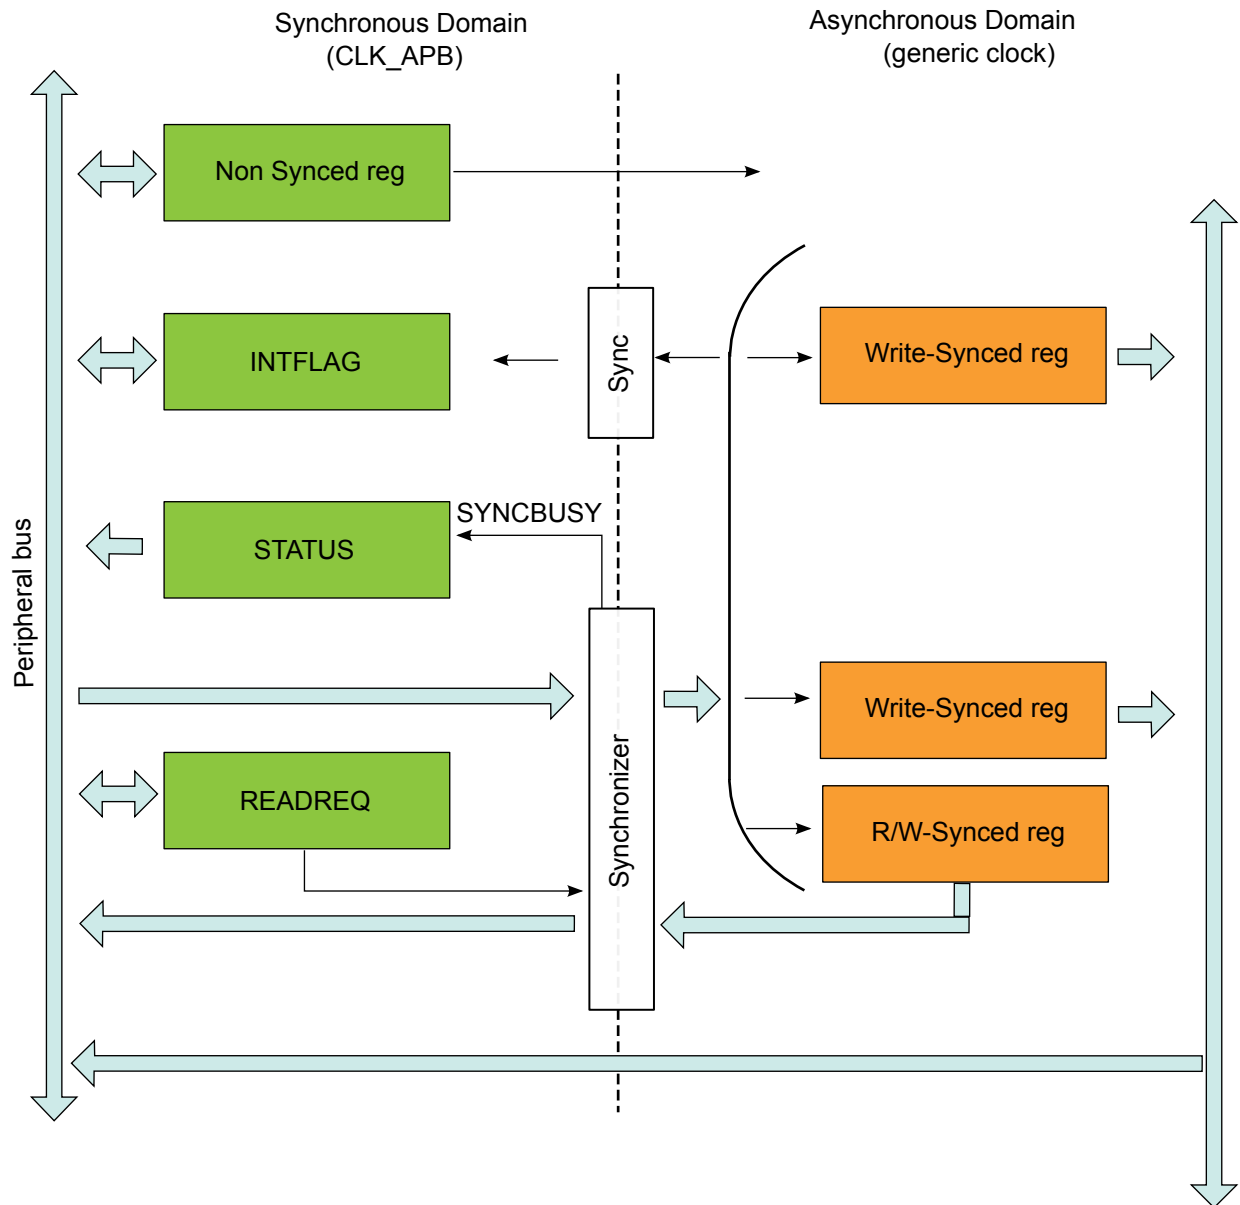 Synchronous Domain
(CLK_APB)
Asynchronous Domain
(generic clock)
Non Synced reg
INTFLAG
Sync
Write-Synced reg
SYNCBUSY
STATUS
Peripheral bus
Write-Synced reg
Synchronizer
READREQ
R/W-Synced reg